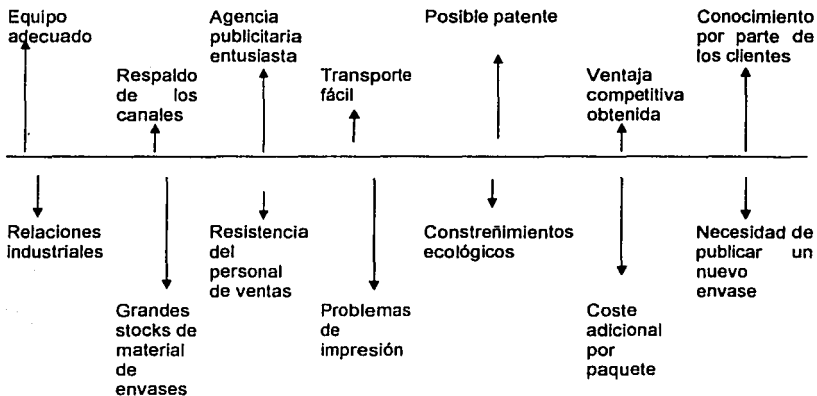 Equipo
adecuado
Agencia
publicitaria
entusiasta
Posible patente
Conocimiento
por parte de
los clientes
Respaldo
de los
canales
Transporte
fácil
Ventaja
competitiva
obtenida
Relaciones
industriales
Resistencia
del
personal
de ventas
Constreñimientos
ecológicos
Necesidad de
publicar un
nuevo
envase
Grandes
stocks de
material
de
envases
Problemas
de
impresión
Coste
adicional
por
paquete